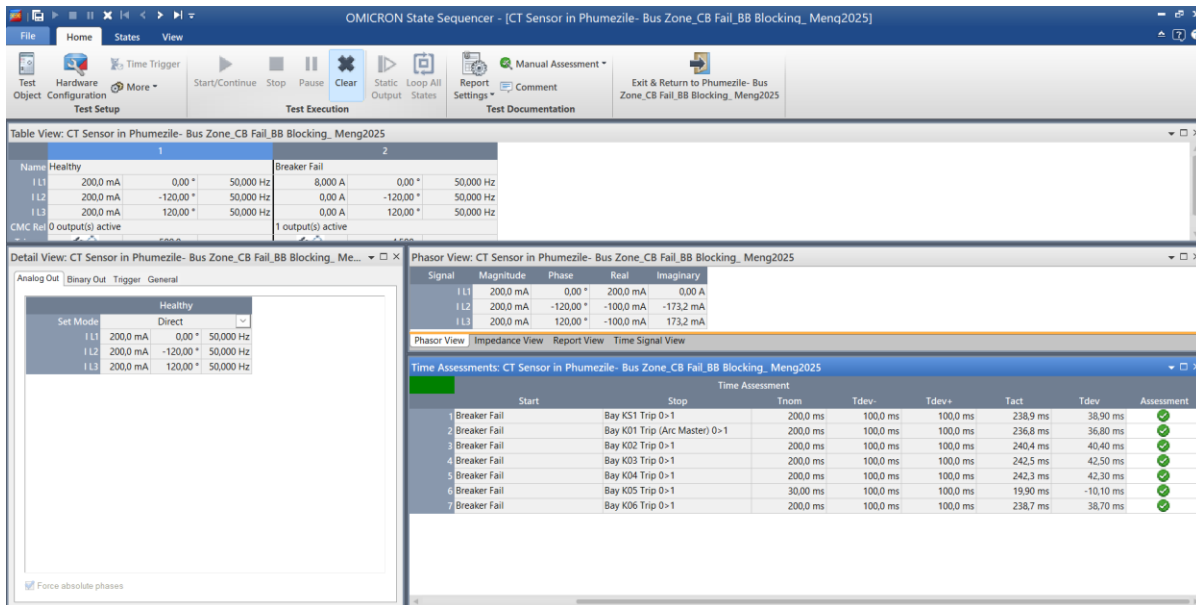 OMICRON State Sequencer - [CT Sensor in Phumezile- Bus Zone_CB Fail_BB Blocking_ Meng2025]
File Home States View
Test Object
Hardware Configuration
Time Trigger
More
Test Setup
Start/Continue Stop Pause Clear
Static Output
Loop All States
Test Execution
Report Settings
Manual Assessment
Comment
Test Documentation
Exit & Return to Phumezile- Bus Zone_CB Fail_BB Blocking_ Meng2025
Table View: CT Sensor in Phumezile- Bus Zone_CB Fail_BB Blocking_ Meng2025
1 2
Name Healthy Breaker Fail
I L1 200,0 mA 0,00 ° 50,000 Hz 8,000 A 0,00 ° 50,000 Hz
I L2 200,0 mA -120,00 ° 50,000 Hz 0,00 A -120,00 ° 50,000 Hz
I L3 200,0 mA 120,00 ° 50,000 Hz 0,00 A 120,00 ° 50,000 Hz
CMC Rel 0 output(s) active 1 output(s) active
Detail View: CT Sensor in Phumezile- Bus Zone_CB Fail_BB Blocking_ Me...
Analog Out Binary Out Trigger General
Healthy
Set Mode Direct
I L1 200,0 mA 0,00 ° 50,000 Hz
I L2 200,0 mA -120,00 ° 50,000 Hz
I L3 200,0 mA 120,00 ° 50,000 Hz
Force absolute phases
Phasor View: CT Sensor in Phumezile- Bus Zone_CB Fail_BB Blocking_ Meng2025
Signal Magnitude Phase Real Imaginary
I L1 200,0 mA 0,00 ° 200,0 mA 0,00 A
I L2 200,0 mA -120,00 ° -100,0 mA -173,2 mA
I L3 200,0 mA 120,00 ° -100,0 mA 173,2 mA
Phasor View Impedance View Report View Time Signal View
Time Assessments: CT Sensor in Phumezile- Bus Zone_CB Fail_BB Blocking_ Meng2025
Time Assessment
Start Stop Tnom Tdev- Tdev+ Tact Tdev Assessment
1 Breaker Fail Bay KS1 Trip 0>1 200,0 ms 100,0 ms 100,0 ms 238,9 ms 38,90 ms
2 Breaker Fail Bay K01 Trip (Arc Master) 0>1 200,0 ms 100,0 ms 100,0 ms 236,8 ms 36,80 ms
3 Breaker Fail Bay K02 Trip 0>1 200,0 ms 100,0 ms 100,0 ms 240,4 ms 40,40 ms
4 Breaker Fail Bay K03 Trip 0>1 200,0 ms 100,0 ms 100,0 ms 242,5 ms 42,50 ms
5 Breaker Fail Bay K04 Trip 0>1 200,0 ms 100,0 ms 100,0 ms 242,3 ms 42,30 ms
6 Breaker Fail Bay K05 Trip 0>1 30,00 ms 100,0 ms 100,0 ms 19,90 ms -10,10 ms
7 Breaker Fail Bay K06 Trip 0>1 200,0 ms 100,0 ms 100,0 ms 238,7 ms 38,70 ms